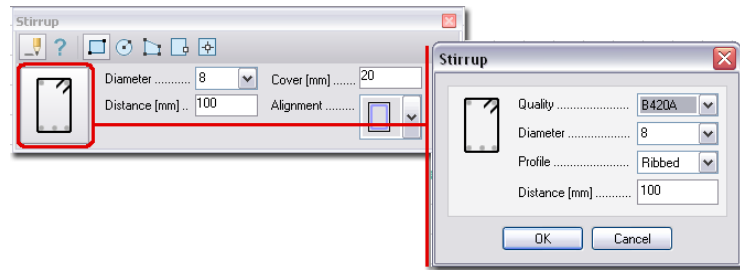 Stirrup
?
Diameter .......... 8
Cover [mm] ...... 20
Distance [mm] .. 100
Alignment .........
Stirrup
Quality .................. B420A
Diameter ............... 8
Profile ..................... Ribbed
Distance [mm] .......... 100
OK
Cancel